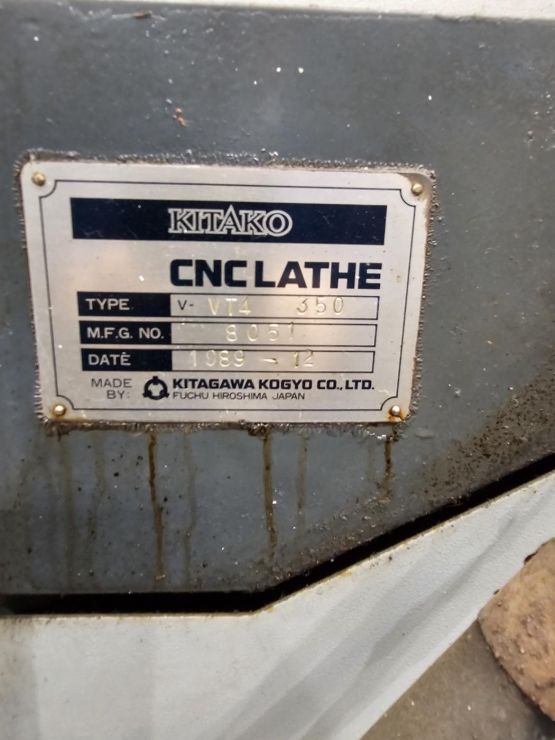 KITAKO
CNC LATHE
TYPE V- VT4 350
M.F.G. NO. 8051
DATE 1989-12
MADE BY: KITAGAWA KOGYO CO., LTD.
FUCHU HIROSHIMA JAPAN